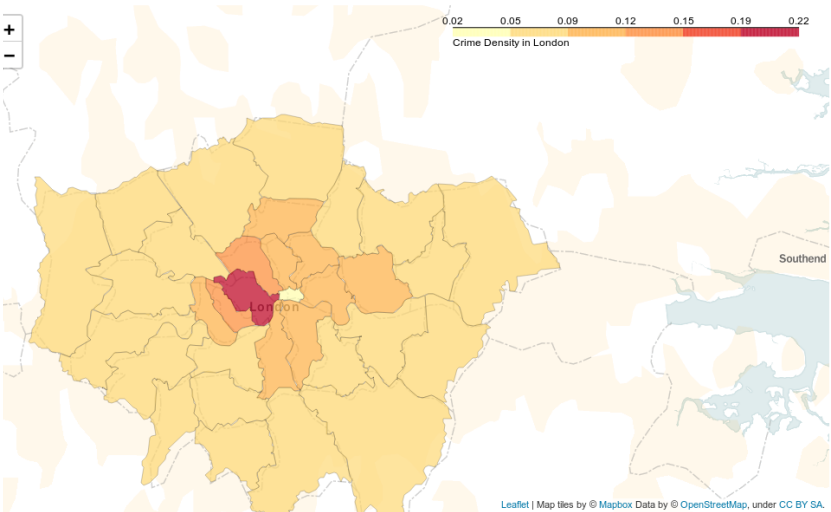 +
−
0.02 0.05 0.09 0.12 0.15 0.19 0.22
Crime Density in London
Southend
London
Leaflet | Map tiles by © Mapbox Data by © OpenStreetMap, under CC BY SA.